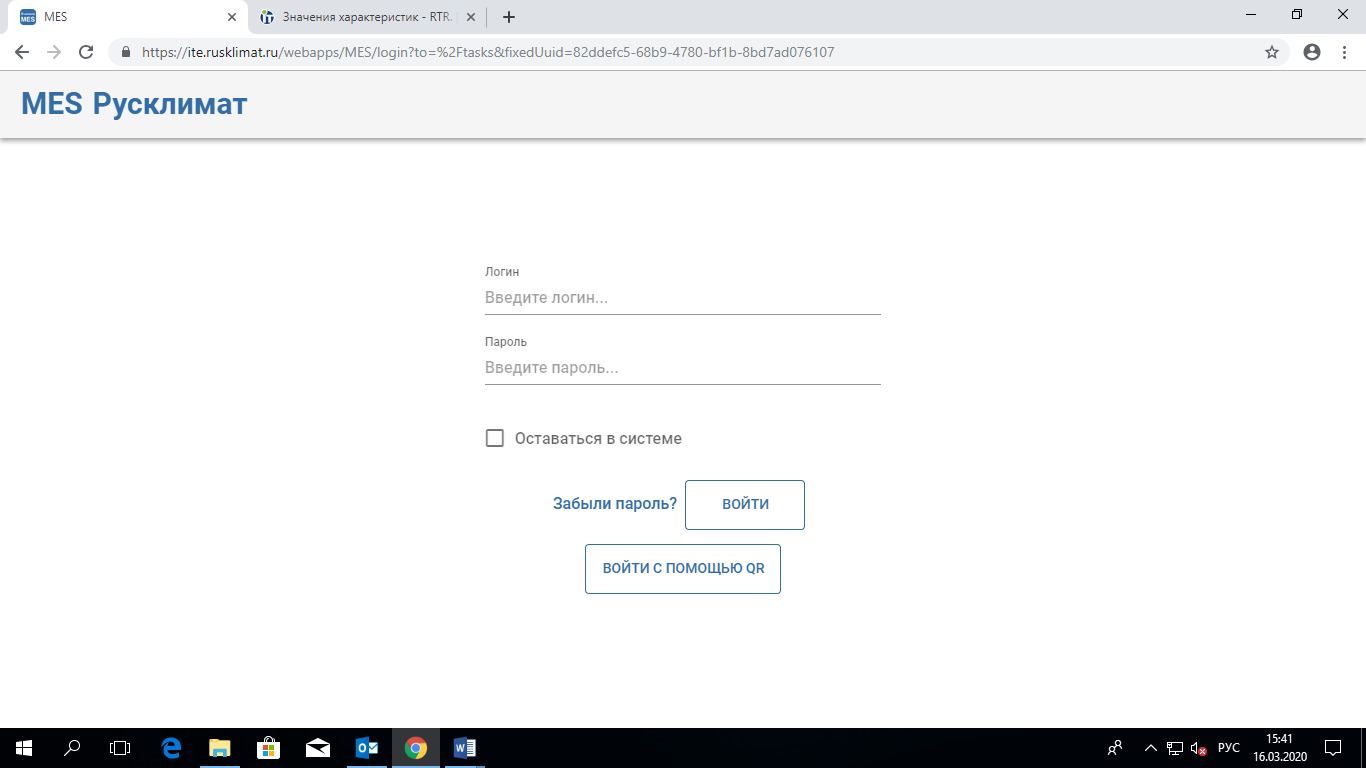 MES
Значения характеристик - RTR.
https://ite.rusklimat.ru/webapps/MES/login?to=%2Ftasks&fixedUuid=82ddefc5-68b9-4780-bf1b-8bd7ad076107
MES Русклимат
Логин
Введите логин...
Пароль
Введите пароль...
Оставаться в системе
Забыли пароль? ВОЙТИ
ВОЙТИ С ПОМОЩЬЮ QR
РУС
15:41
16.03.2020